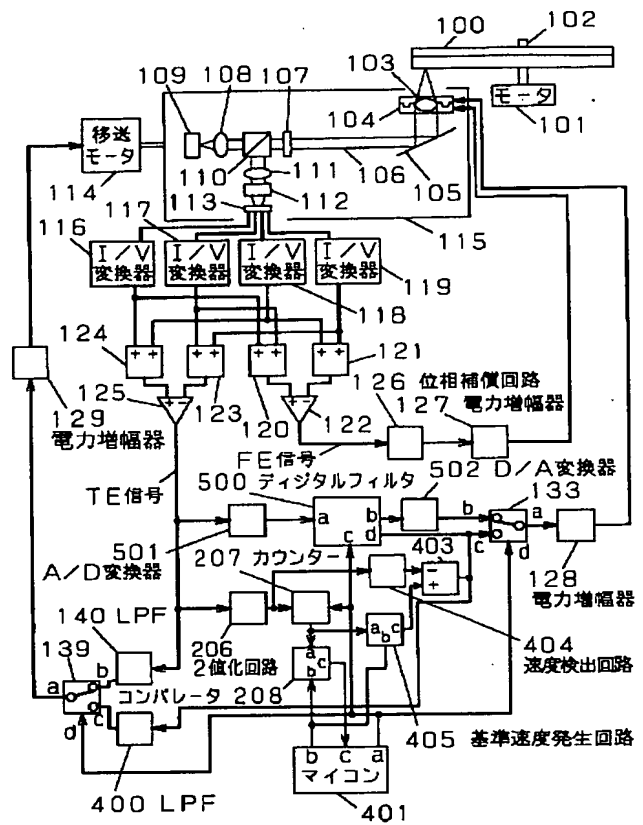 100 102
103
109 108 107
104
モータ
101
移送
モータ
114
110 111 106 105
112
113
115
116 117
I/V
変換器
I/V
変換器
I/V
変換器
I/V
変換器
119
118
124
+ +
+ +
+ +
+ +
121
125
+ −
123 120
+ −
122
126 位相補償回路
127 電力増幅器
129
電力増幅器
FE信号
TE信号
500 ディジタルフィルタ
502 D/A変換器
133
a b
c d
b a
c
d
501
A/D変換器
207 カウンター
403
−
+
128
電力増幅器
140 LPF
206
2値化回路
404
速度検出回路
139
a b
c
d
コンパレータ 208
a
b c
a b c
405 基準速度発生回路
400 LPF
b c a
マイコン
401